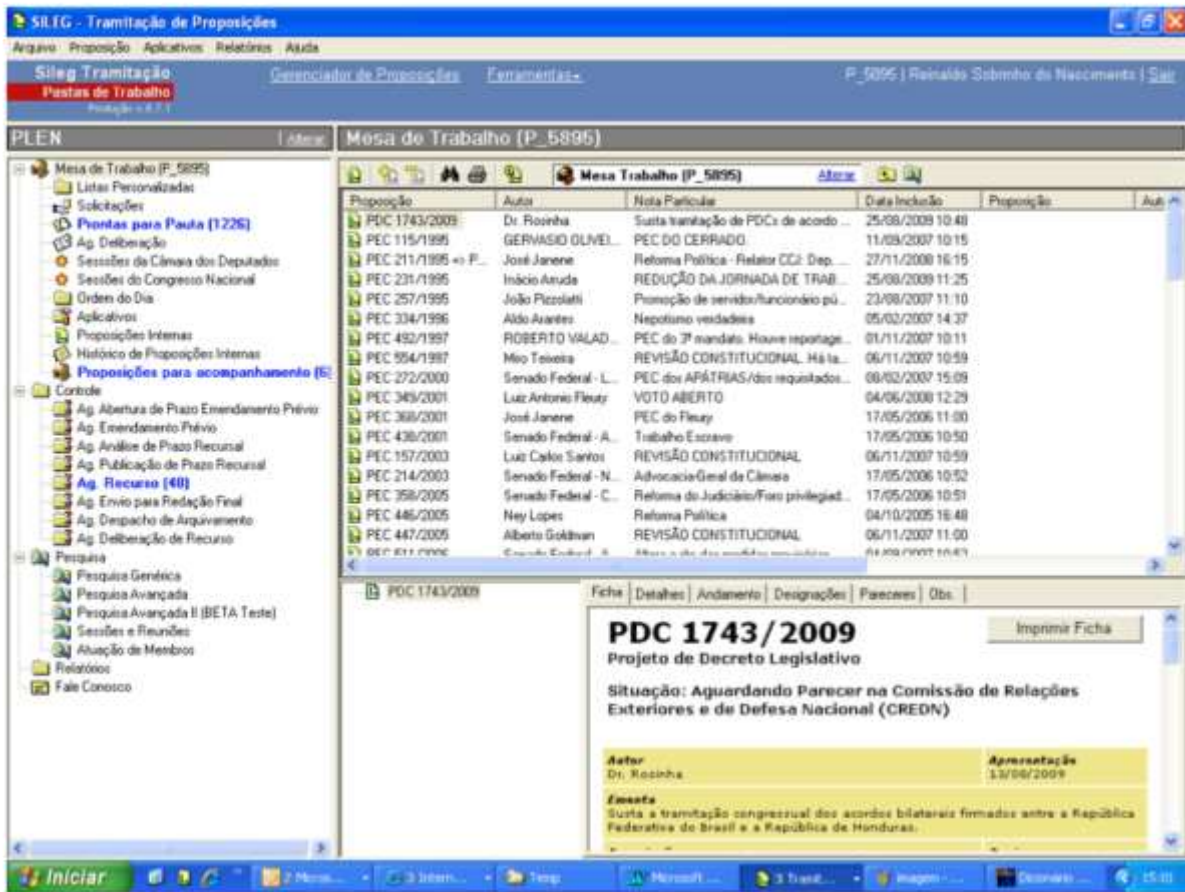 SILEG - Tramitação de Proposições
Arquivo Proposição Aplicativos Relatórios Ajuda
Sileg Tramitação
Pastas de Trabalho
Gerenciador de Proposições
Ferramentas
P_5895 | Reinaldo Sobrinho do Nascimento | Sair
PLEN
| Alterar
Mesa de Trabalho (P_5895)
Mesa de Trabalho (P_5895)
Listas Personalizadas
Solicitações
Prontas para Pauta (1226)
Ag. Deliberação
Sessões da Câmara dos Deputados
Sessões do Congresso Nacional
Ordem do Dia
Aplicativos
Proposições Internas
Histórico de Proposições Internas
Proposições para acompanhamento (6
Controle
Ag. Abertura de Prazo Emendamento Prévio
Ag. Emendamento Prévio
Ag. Análise de Prazo Recursal
Ag. Publicação de Prazo Recursal
Ag. Recurso (40)
Ag. Envio para Redação Final
Ag. Despacho de Arquivamento
Ag. Deliberação de Recurso
Pesquisa
Pesquisa Genérica
Pesquisa Avançada
Pesquisa Avançada II (BETA Teste)
Sessões e Reuniões
Atuação de Membros
Relatórios
Fale Conosco
Mesa Trabalho (P_5895) Alterar
Proposição Autor Nota Particular Data Inclusão Proposição Aut
PDC 1743/2009 Dr. Rosinha Susta tramitação de PDCs de acordo ... 25/08/2009 10:48
PEC 115/1995 GERVASIO OLIVEI... PEC DO CERRADO. 11/09/2007 10:15
PEC 211/1995 => P... José Janene Reforma Política - Relator CCJ: Dep. ... 27/11/2008 16:15
PEC 231/1995 Inácio Arruda REDUÇÃO DA JORNADA DE TRAB... 25/08/2009 11:25
PEC 257/1995 João Pizzolatti Promoção de servidor/funcionário pú... 23/08/2007 11:10
PEC 334/1996 Aldo Arantes Nepotismo verdadeira 05/02/2007 14:37
PEC 492/1997 ROBERTO VALAD... PEC do 3º mandato. Houve reportage... 01/11/2007 10:11
PEC 554/1997 Miro Teixeira REVISÃO CONSTITUCIONAL. Há ta... 06/11/2007 10:59
PEC 272/2000 Senado Federal - L... PEC dos APÁTRIAS/dos requisitados... 08/02/2007 15:09
PEC 349/2001 Luiz Antonio Fleury VOTO ABERTO 04/06/2008 12:29
PEC 368/2001 José Janene PEC do Fleury 17/05/2006 11:00
PEC 438/2001 Senado Federal - A... Trabalho Escravo 17/05/2006 10:50
PEC 157/2003 Luiz Carlos Santos REVISÃO CONSTITUCIONAL 06/11/2007 10:59
PEC 214/2003 Senado Federal - N... Advocacia-Geral da Câmara 17/05/2006 10:52
PEC 358/2005 Senado Federal - C... Reforma do Judiciário/Foro privilegiad... 17/05/2006 10:51
PEC 446/2005 Ney Lopes Reforma Política 04/10/2005 16:48
PEC 447/2005 Alberto Goldman REVISÃO CONSTITUCIONAL 06/11/2007 11:00
PDC 1743/2009
Ficha | Detalhes | Andamento | Designações | Pareceres | Obs. |
PDC 1743/2009
Imprimir Ficha
Projeto de Decreto Legislativo
Situação: Aguardando Parecer na Comissão de Relações
Exteriores e de Defesa Nacional (CREDN)
Autor Apresentação
Dr. Rosinha 13/08/2009
Ementa
Susta a tramitação congressual dos acordos bilaterais firmados entre a República
Federativa do Brasil e a República de Honduras.
Iniciar
Temp
Microsoft ...
3 Tramit...
imagem - ...